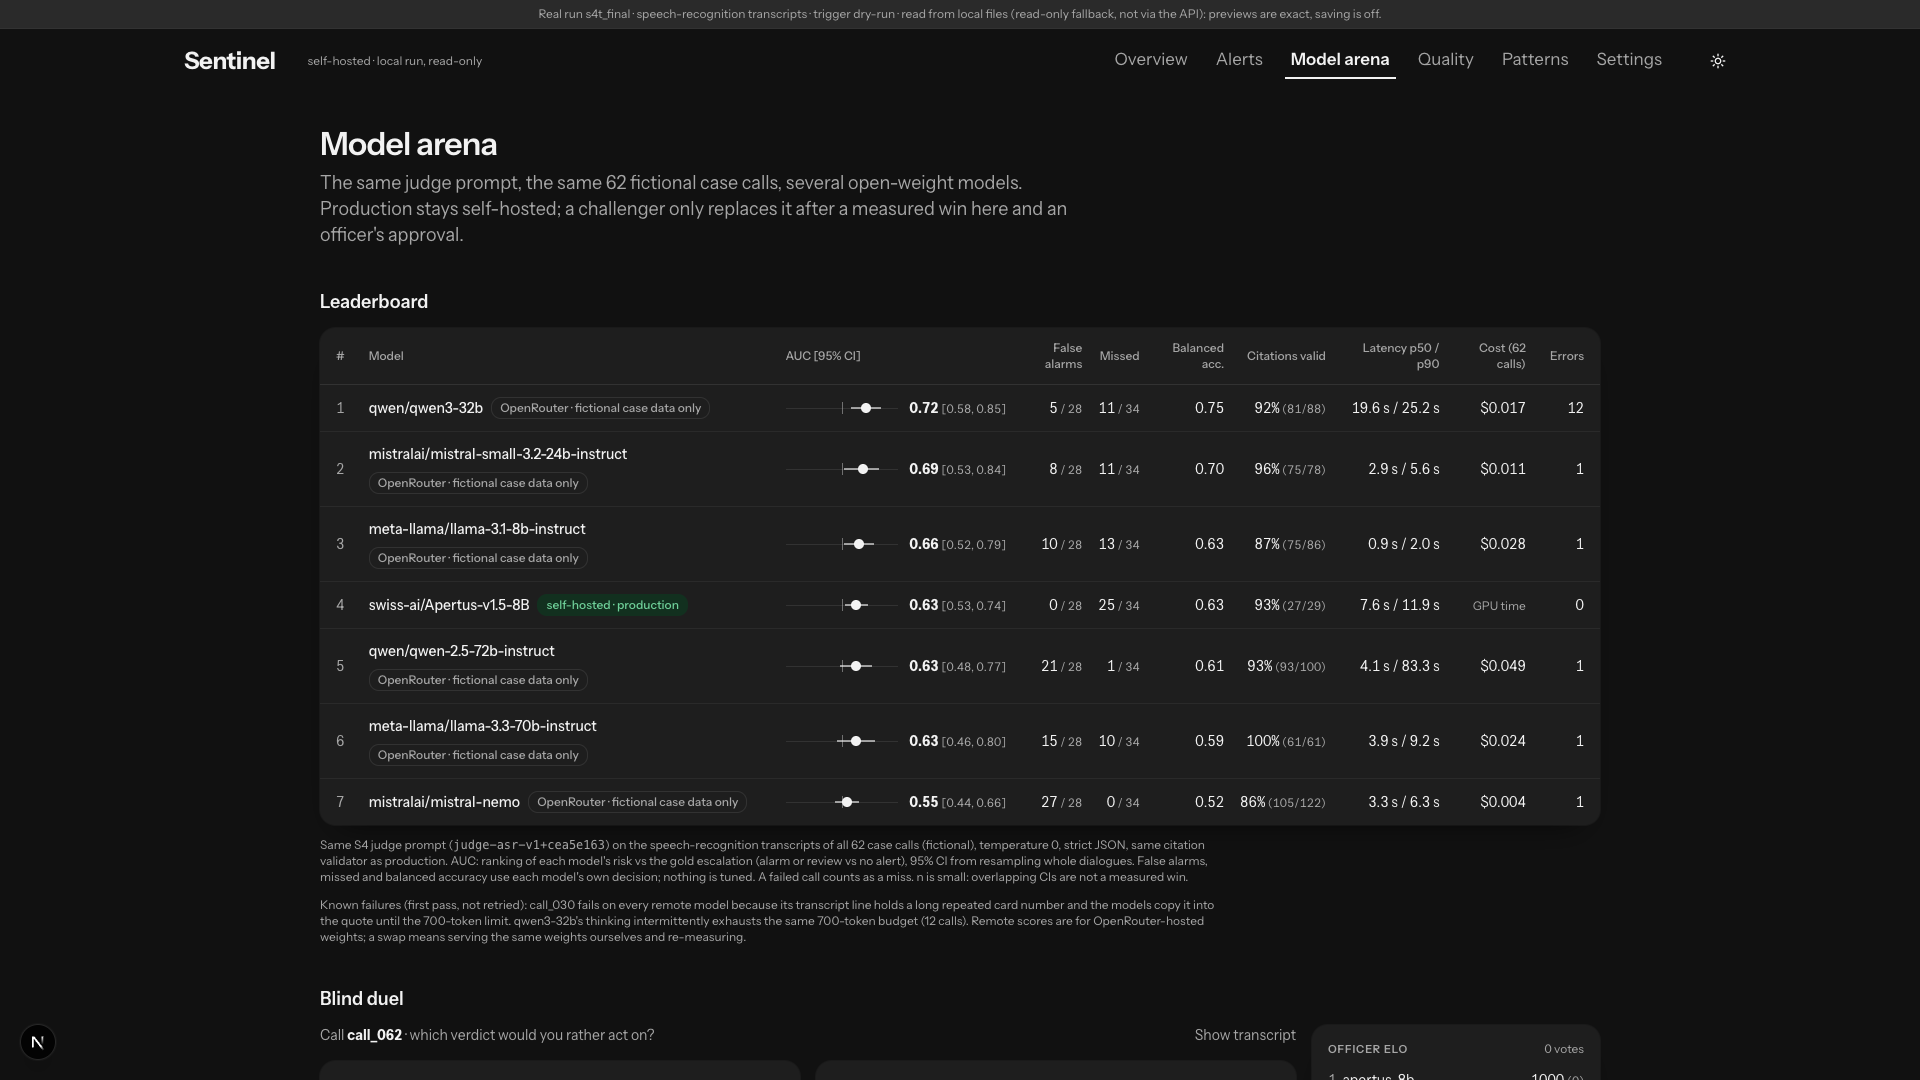 Real run s4t_final · speech-recognition transcripts · trigger dry-run · read from local files (read-only fallback, not via the API): previews are exact, saving is off.
Sentinel self-hosted · local run, read-only Overview Alerts Model arena Quality Patterns Settings
Model arena
The same judge prompt, the same 62 fictional case calls, several open-weight models.
Production stays self-hosted; a challenger only replaces it after a measured win here and an
officer's approval.
Leaderboard
# Model AUC [95% CI] False alarms Missed Balanced acc. Citations valid Latency p50 / p90 Cost (62 calls) Errors
1 qwen/qwen3-32b OpenRouter · fictional case data only 0.72 [0.58, 0.85] 5 / 28 11 / 34 0.75 92% (81/88) 19.6 s / 25.2 s $0.017 12
2 mistralai/mistral-small-3.2-24b-instruct OpenRouter · fictional case data only 0.69 [0.53, 0.84] 8 / 28 11 / 34 0.70 96% (75/78) 2.9 s / 5.6 s $0.011 1
3 meta-llama/llama-3.1-8b-instruct OpenRouter · fictional case data only 0.66 [0.52, 0.79] 10 / 28 13 / 34 0.63 87% (75/86) 0.9 s / 2.0 s $0.028 1
4 swiss-ai/Apertus-v1.5-8B self-hosted · production 0.63 [0.53, 0.74] 0 / 28 25 / 34 0.63 93% (27/29) 7.6 s / 11.9 s GPU time 0
5 qwen/qwen-2.5-72b-instruct OpenRouter · fictional case data only 0.63 [0.48, 0.77] 21 / 28 1 / 34 0.61 93% (93/100) 4.1 s / 83.3 s $0.049 1
6 meta-llama/llama-3.3-70b-instruct OpenRouter · fictional case data only 0.63 [0.46, 0.80] 15 / 28 10 / 34 0.59 100% (61/61) 3.9 s / 9.2 s $0.024 1
7 mistralai/mistral-nemo OpenRouter · fictional case data only 0.55 [0.44, 0.66] 27 / 28 0 / 34 0.52 86% (105/122) 3.3 s / 6.3 s $0.004 1
Same S4 judge prompt (judge-asr-v1+cea5e163) on the speech-recognition transcripts of all 62 case calls (fictional), temperature 0, strict JSON, same citation
validator as production. AUC: ranking of each model's risk vs the gold escalation (alarm or review vs no alert), 95% CI from resampling whole dialogues. False alarms,
missed and balanced accuracy use each model's own decision; nothing is tuned. A failed call counts as a miss. n is small: overlapping CIs are not a measured win.
Known failures (first pass, not retried): call_030 fails on every remote model because its transcript line holds a long repeated card number and the models copy it into
the quote until the 700-token limit. qwen3-32b's thinking intermittently exhausts the same 700-token budget (12 calls). Remote scores are for OpenRouter-hosted
weights; a swap means serving the same weights ourselves and re-measuring.
Blind duel
Call call_062 · which verdict would you rather act on? Show transcript
OFFICER ELO 0 votes
1 apertus-8b 1000 (0)
N